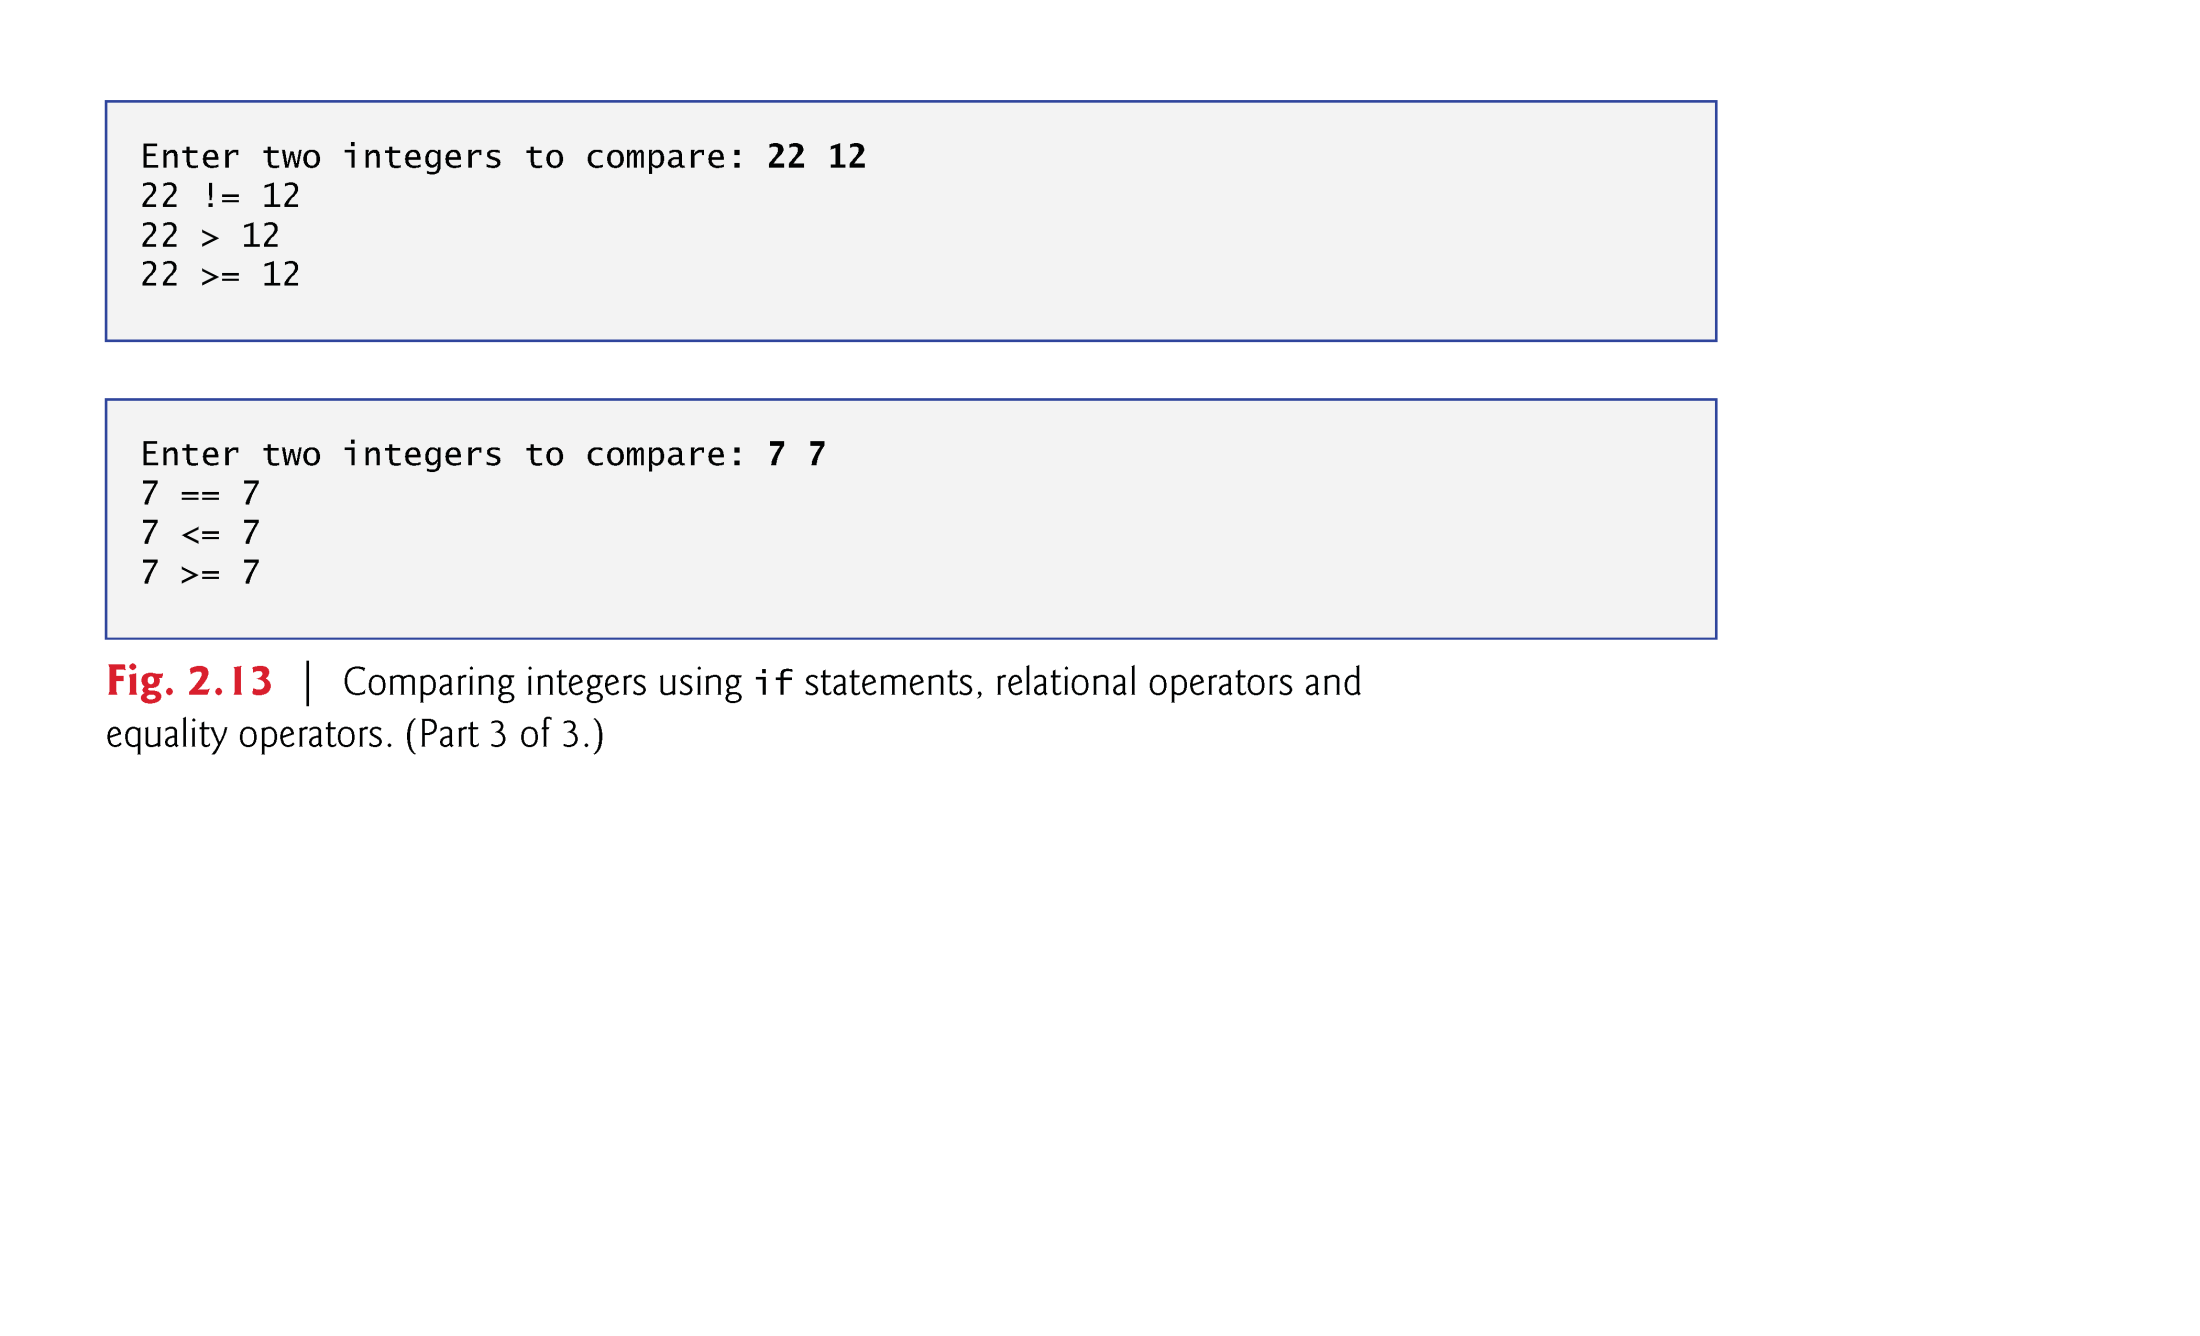 Enter two integers to compare: 22 12
22 != 12
22 > 12
22 >= 12
Enter two integers to compare: 7 7
7 == 7
7 <= 7
7 >= 7
Fig. 2.13 | Comparing integers using if statements, relational operators and
equality operators. (Part 3 of 3.)